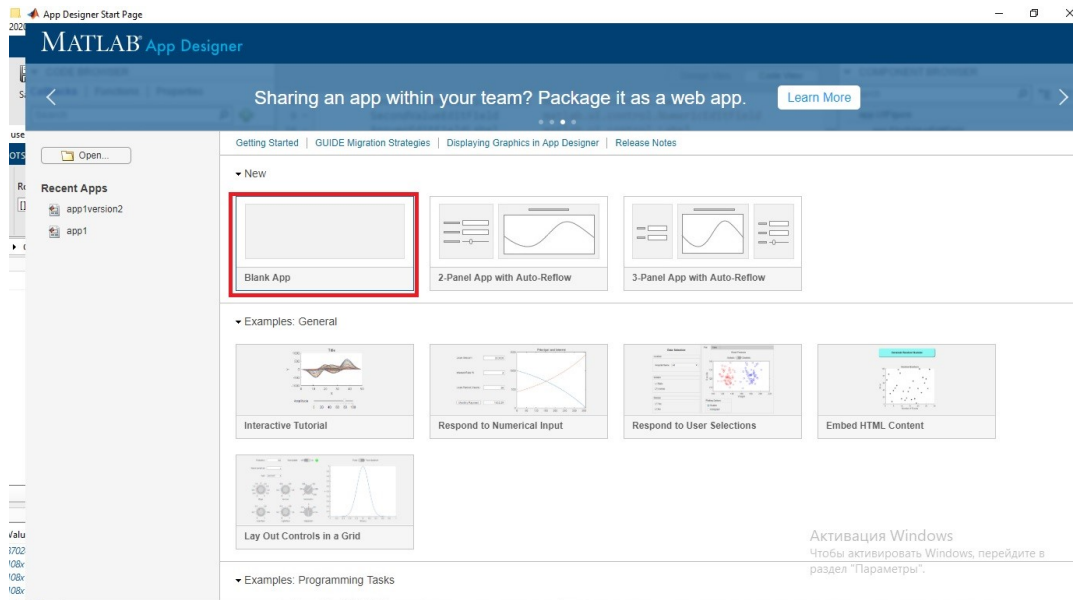 App Designer Start Page
2020
MATLAB® App Designer
Sharing an app within your team? Package it as a web app.
Learn More
use
Getting Started | GUIDE Migration Strategies | Displaying Graphics in App Designer | Release Notes
Open...
New
Recent Apps
app1version2
app1
Blank App
2-Panel App with Auto-Reflow
3-Panel App with Auto-Reflow
Examples: General
Interactive Tutorial
Respond to Numerical Input
Respond to User Selections
Embed HTML Content
Lay Out Controls in a Grid
Активация Windows
Чтобы активировать Windows, перейдите в
раздел "Параметры".
Examples: Programming Tasks